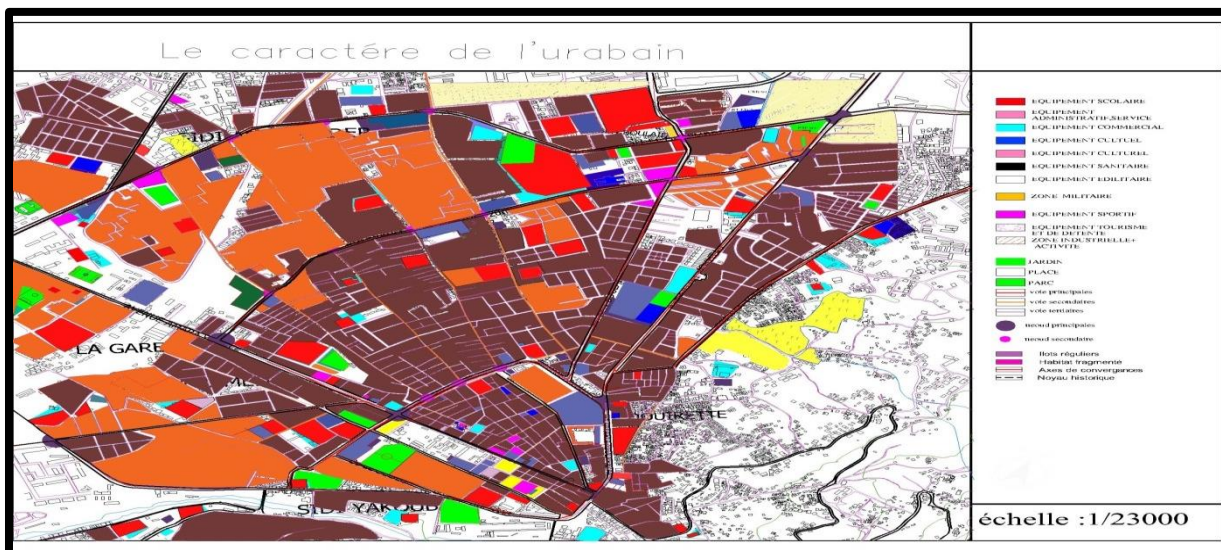 Le caractére de l'urabain
LA GARE
SIDI YAKOUB
EQUIPEMENT SCOLAIRE
EQUIPEMENT
ADMINISTRATIF,SERVICE
EQUIPEMENT COMMERCIAL
EQUIPEMENT CULTUEL
EQUIPEMENT CULTUREL
EQUIPEMENT SANITAIRE
EQUIPEMENT EDILITAIRE
ZONE MILITAIRE
EQUIPEMENT SPORTIF
EQUIPEMENT TOURISME
ET DE DETENTE
ZONE INDUSTRIELLE+
ACTIVITE
JARDIN
PLACE
PARC
voie principales
voie secondaires
voie tertiaires
noeud principales
noeud secondaire
Ilots réguliers
Habitat fragmenté
Axes de convergances
Noyau historique
échelle :1/23000